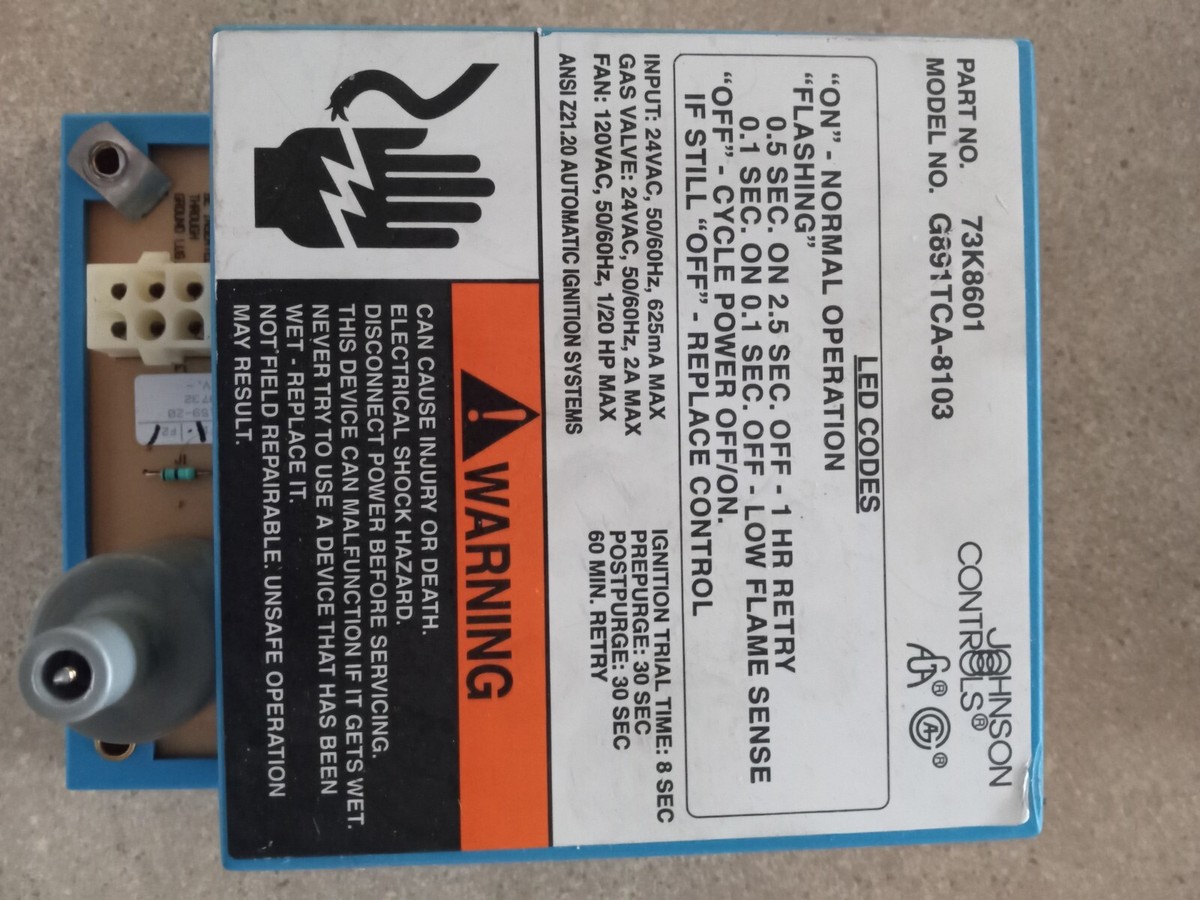 PART NO. 73K8601
MODEL NO. G891TCA-8103
JOHNSON
CONTROLS®
LED CODES
“ON” - NORMAL OPERATION
“FLASHING”
0.5 SEC. ON 2.5 SEC. OFF - 1 HR RETRY
0.1 SEC. ON 0.1 SEC. OFF - LOW FLAME SENSE
“OFF” - CYCLE POWER OFF/ON.
IF STILL “OFF” - REPLACE CONTROL
INPUT: 24VAC, 50/60Hz, 625mA MAX
GAS VALVE: 24VAC, 50/60Hz, 2A MAX
FAN: 120VAC, 50/60Hz, 1/20 HP MAX
ANSI Z21.20 AUTOMATIC IGNITION SYSTEMS
IGNITION TRIAL TIME: 8 SEC
PREPURGE: 30 SEC
POSTPURGE: 30 SEC
60 MIN. RETRY
WARNING
CAN CAUSE INJURY OR DEATH.
ELECTRICAL SHOCK HAZARD.
DISCONNECT POWER BEFORE SERVICING.
THIS DEVICE CAN MALFUNCTION IF IT GETS WET.
NEVER TRY TO USE A DEVICE THAT HAS BEEN
WET - REPLACE IT.
NOT FIELD REPAIRABLE. UNSAFE OPERATION
MAY RESULT.
THROUGH
GROUND LUG